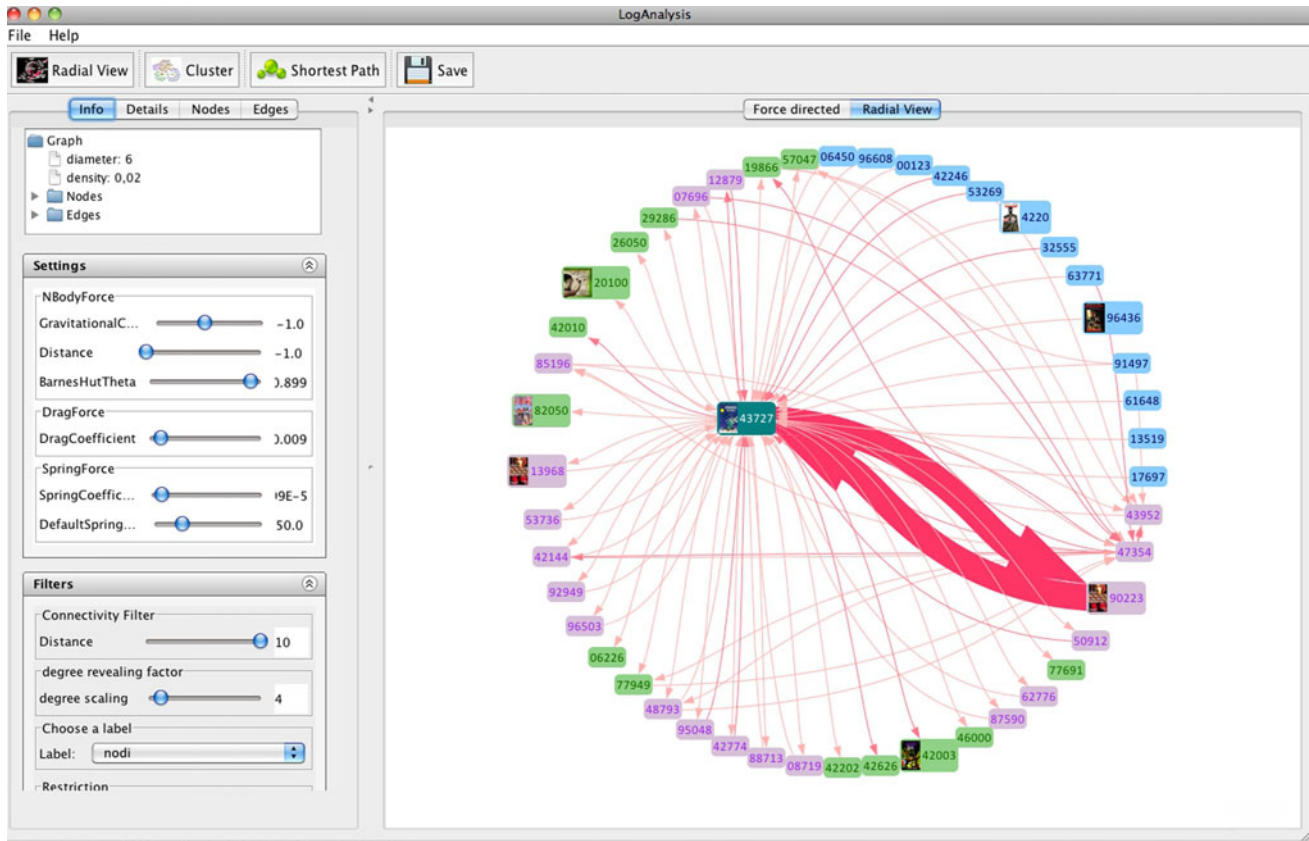 LogAnalysis
File Help
Radial View Cluster Shortest Path Save
Info Details Nodes Edges
Graph
diameter: 6
density: 0,02
Nodes
Edges
Settings
NBodyForce
GravitationalC... -1.0
Distance -1.0
BarnesHutTheta ).899
DragForce
DragCoefficient ).009
SpringForce
SpringCoeffic... 9E-5
DefaultSpring... 50.0
Filters
Connectivity Filter
Distance 10
degree revealing factor
degree scaling 4
Choose a label
Label: nodi
Restriction
Force directed Radial View
06450
96608
00123
42246
53269
4220
32555
63771
96436
91497
61648
13519
17697
43952
47354
90223
50912
77691
62776
87590
46000
42003
42626
42202
08719
88713
42774
95048
48793
77949
06226
96503
92949
42144
53736
13968
82050
85196
42010
20100
26050
29286
07696
12879
19866
57047
43727